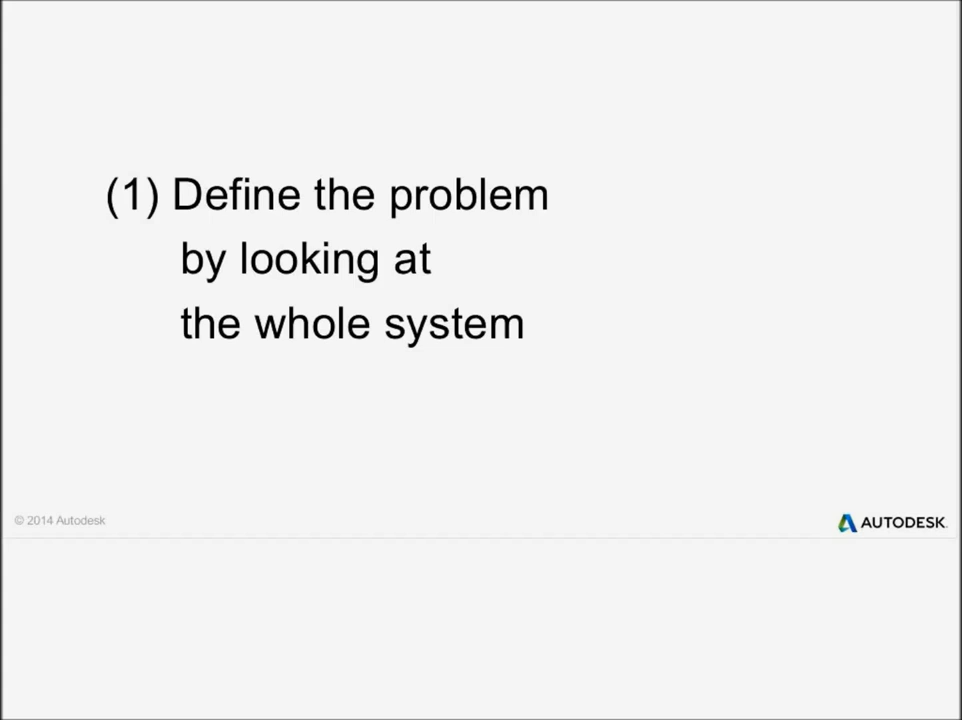 (1) Define the problem
by looking at
the whole system
© 2014 Autodesk
AUTODESK.